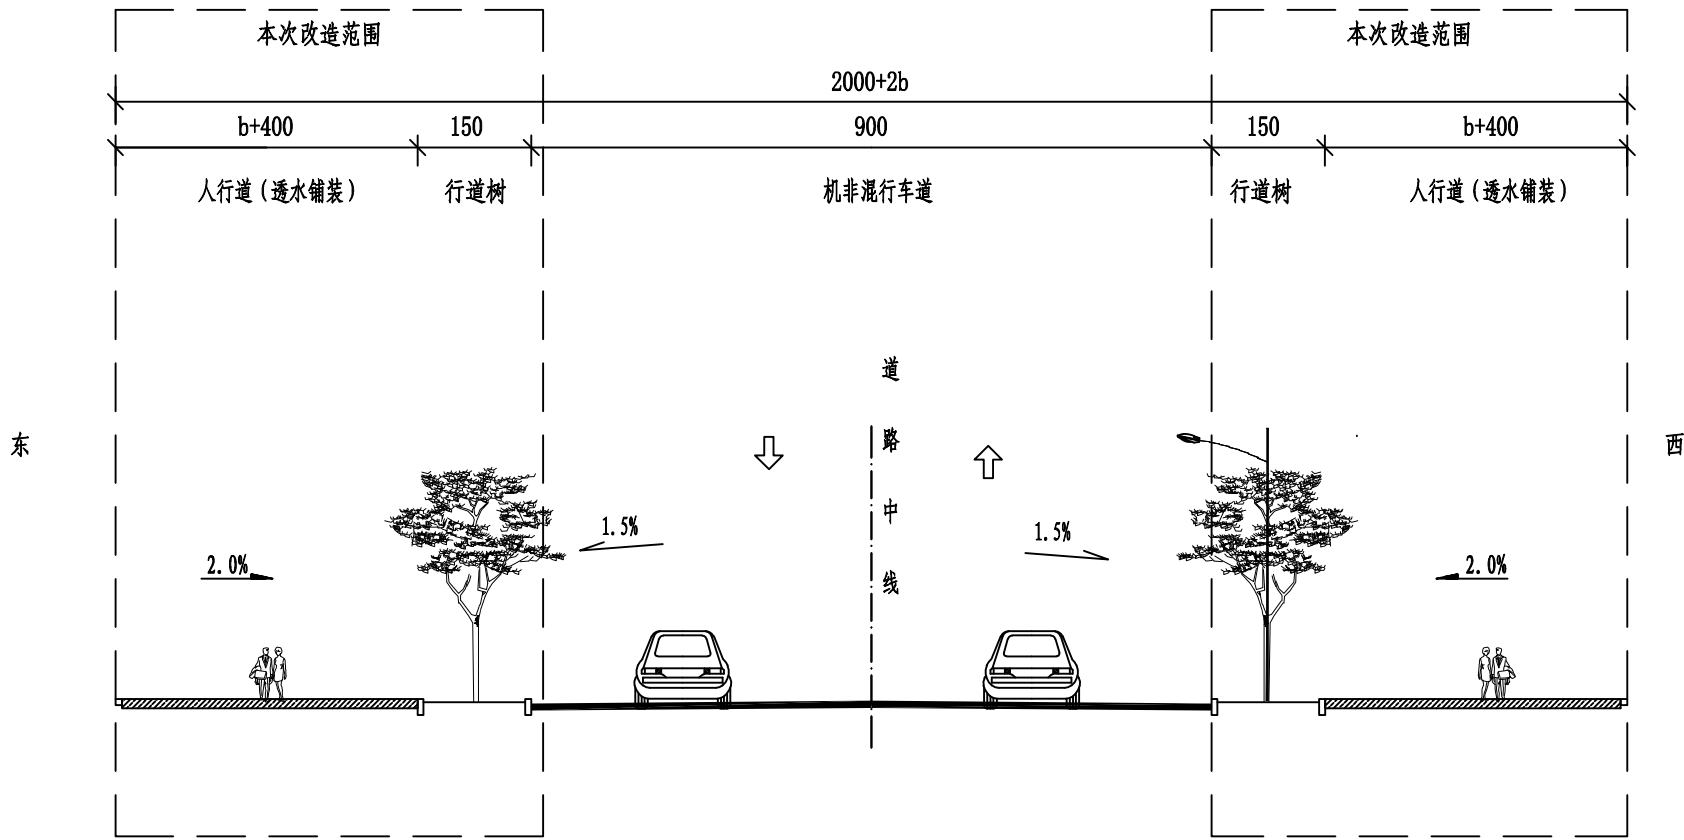 本次改造范围
本次改造范围
2000+2b
b+400
150
900
150
b+400
人行道(透水铺装)
行道树
机非混行车道
行道树
人行道(透水铺装)
道路中线
东
西
1.5%
1.5%
2.0%
2.0%